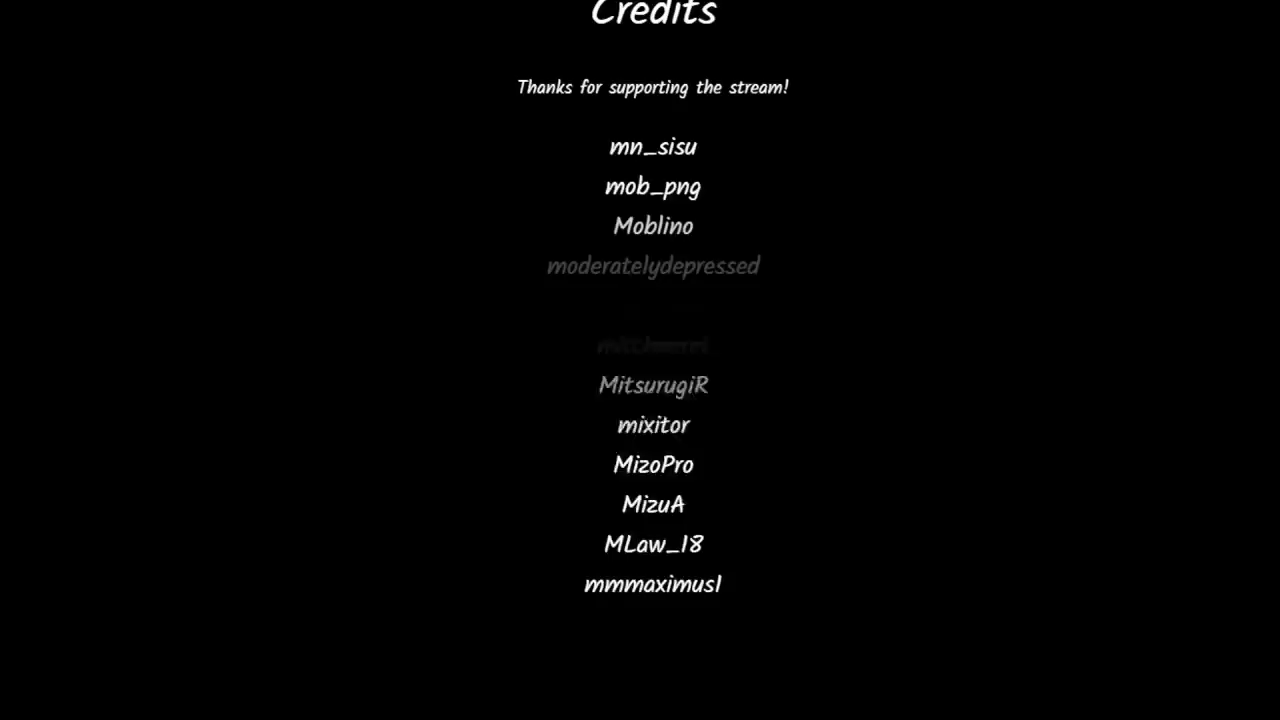 Credits
Thanks for supporting the stream!
mn_sisu
mob_png
Moblino
moderatelydepressed
MitsurugiR
mixitor
MizoPro
MizuA
MLaw_18
mmmaximus1